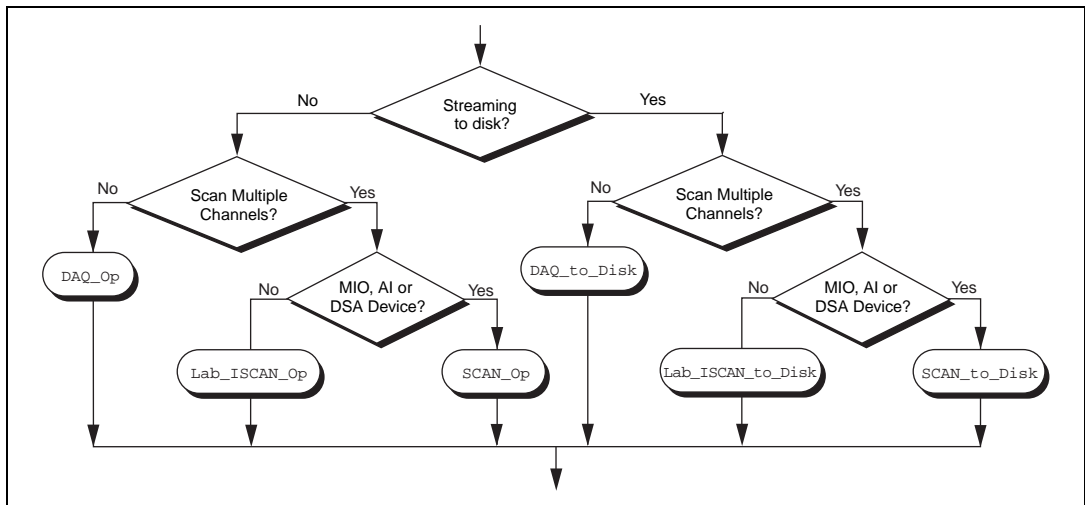 No
Streaming
to disk?
Yes
No
Scan Multiple
Channels?
Yes
No
Scan Multiple
Channels?
Yes
DAQ_Op
DAQ_to_Disk
No
MIO, AI or
DSA Device?
Yes
No
MIO, AI or
DSA Device?
Yes
Lab_ISCAN_Op
SCAN_Op
Lab_ISCAN_to_Disk
SCAN_to_Disk